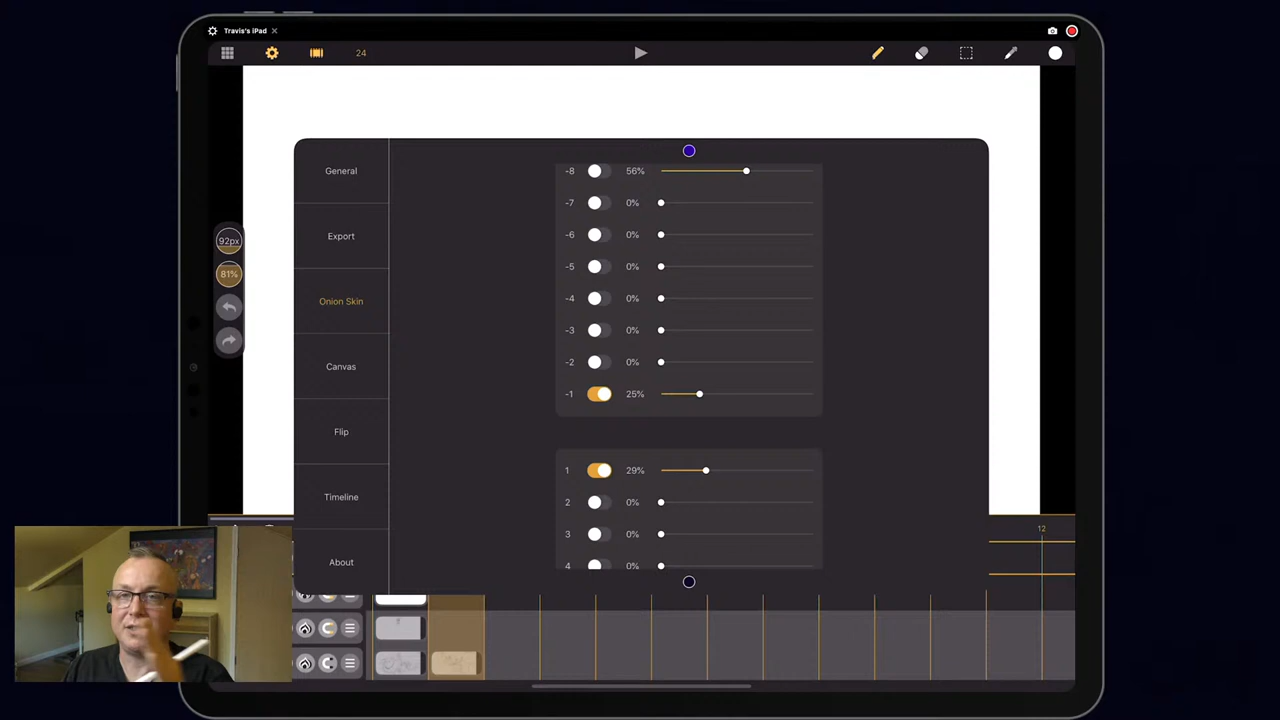 Travis's iPad
24
92px
81%
General
Export
Onion Skin
Canvas
Flip
Timeline
About
-8 56%
-7 0%
-6 0%
-5 0%
-4 0%
-3 0%
-2 0%
-1 25%
1 29%
2 0%
3 0%
4 0%
12